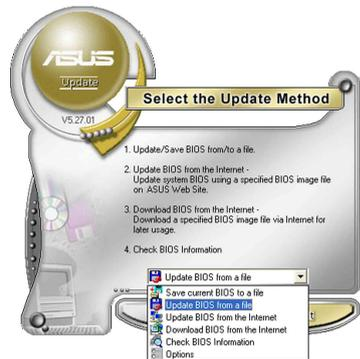 ASUS
Update
V5.27.01
Select the Update Method
1. Update/Save BIOS from/to a file.
2. Update BIOS from the Internet -
Update system BIOS using a specified BIOS image file
on ASUS Web Site.
3. Download BIOS from the Internet -
Download a specified BIOS image file via Internet for
later usage.
4. Check BIOS Information
Update BIOS from a file
Save current BIOS to a file
Update BIOS from a file
Update BIOS from the Internet
Download BIOS from the Internet
Check BIOS Information
Options